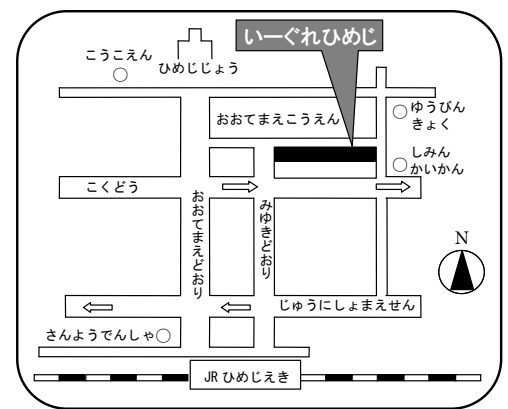 いーぐれひめじ
こうこえん
ひめじじょう
おおてまえこうえん
ゆうびん
きょく
しみん
かいかん
こくどう
おおてまえどおり
みゆきどおり
N
じゅうにしょまえせん
さんようでんしゃ
JR ひめじえき